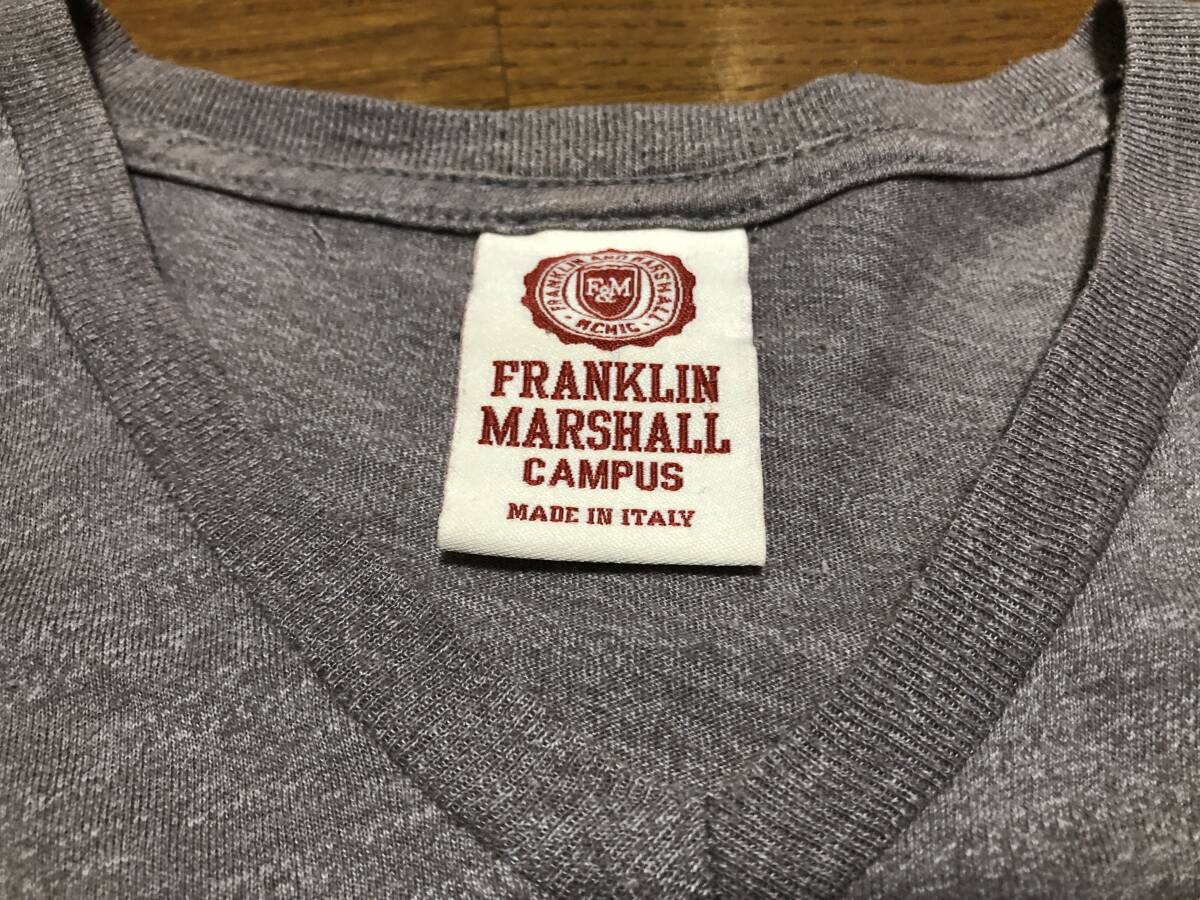 FRANKLIN AND MARSHALL
F&M
· MCMIC ·
FRANKLIN
MARSHALL
CAMPUS
MADE IN ITALY